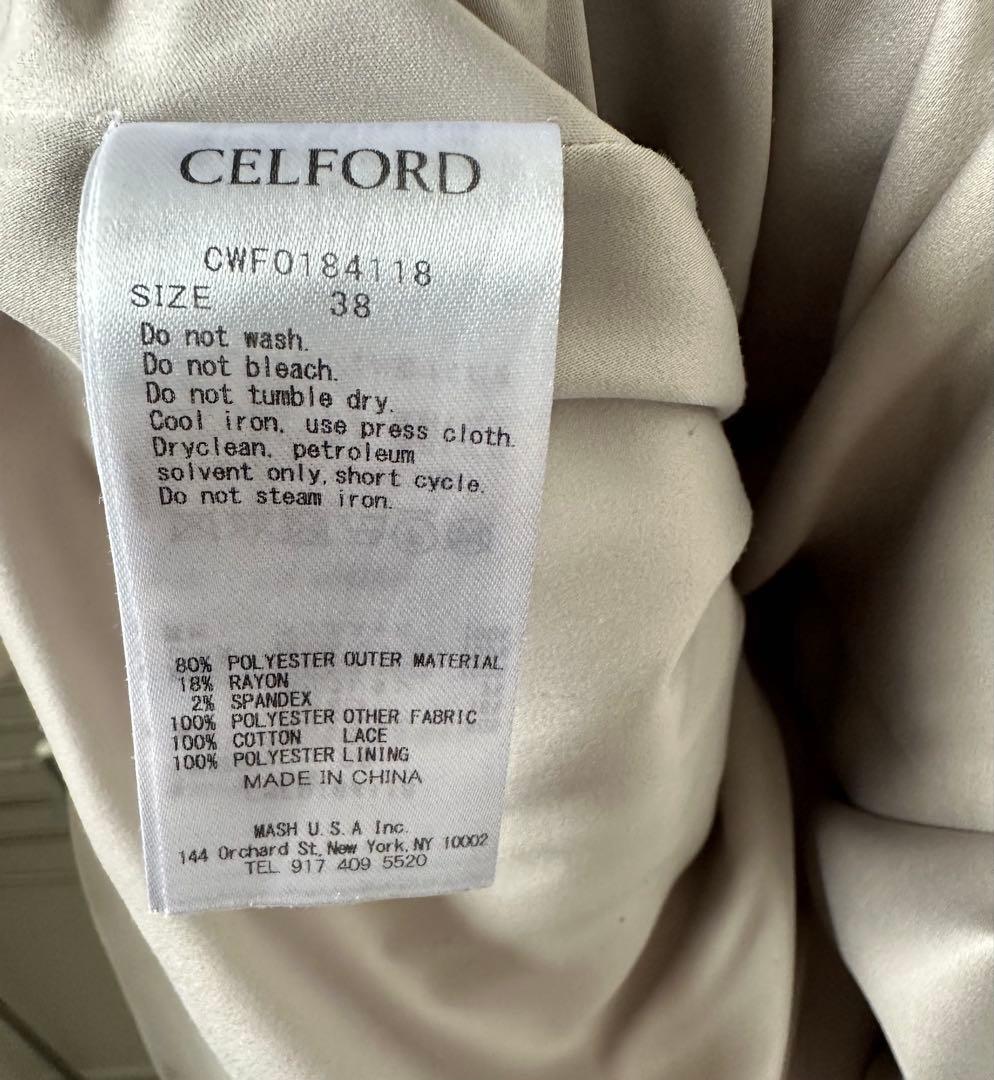 CELFORD
CWF0184118
SIZE 38
Do not wash.
Do not bleach.
Do not tumble dry.
Cool iron. use press cloth.
Dryclean. petroleum
solvent only, short cycle.
Do not steam iron.
80% POLYESTER OUTER MATERIAL
18% RAYON
2% SPANDEX
100% POLYESTER OTHER FABRIC
100% COTTON LACE
100% POLYESTER LINING
MADE IN CHINA
MASH U.S.A Inc.
144 Orchard St, New York, NY 10002
TEL 917 409 5520